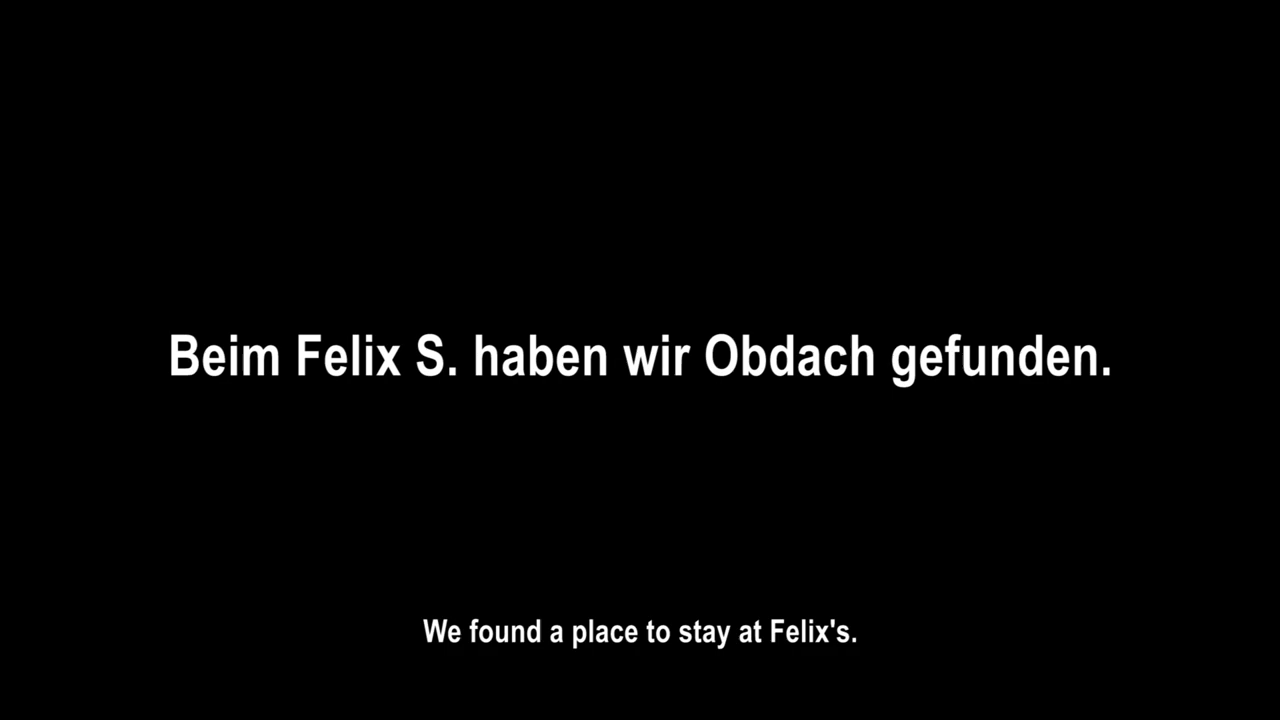 Beim Felix S. haben wir Obdach gefunden.
We found a place to stay at Felix's.